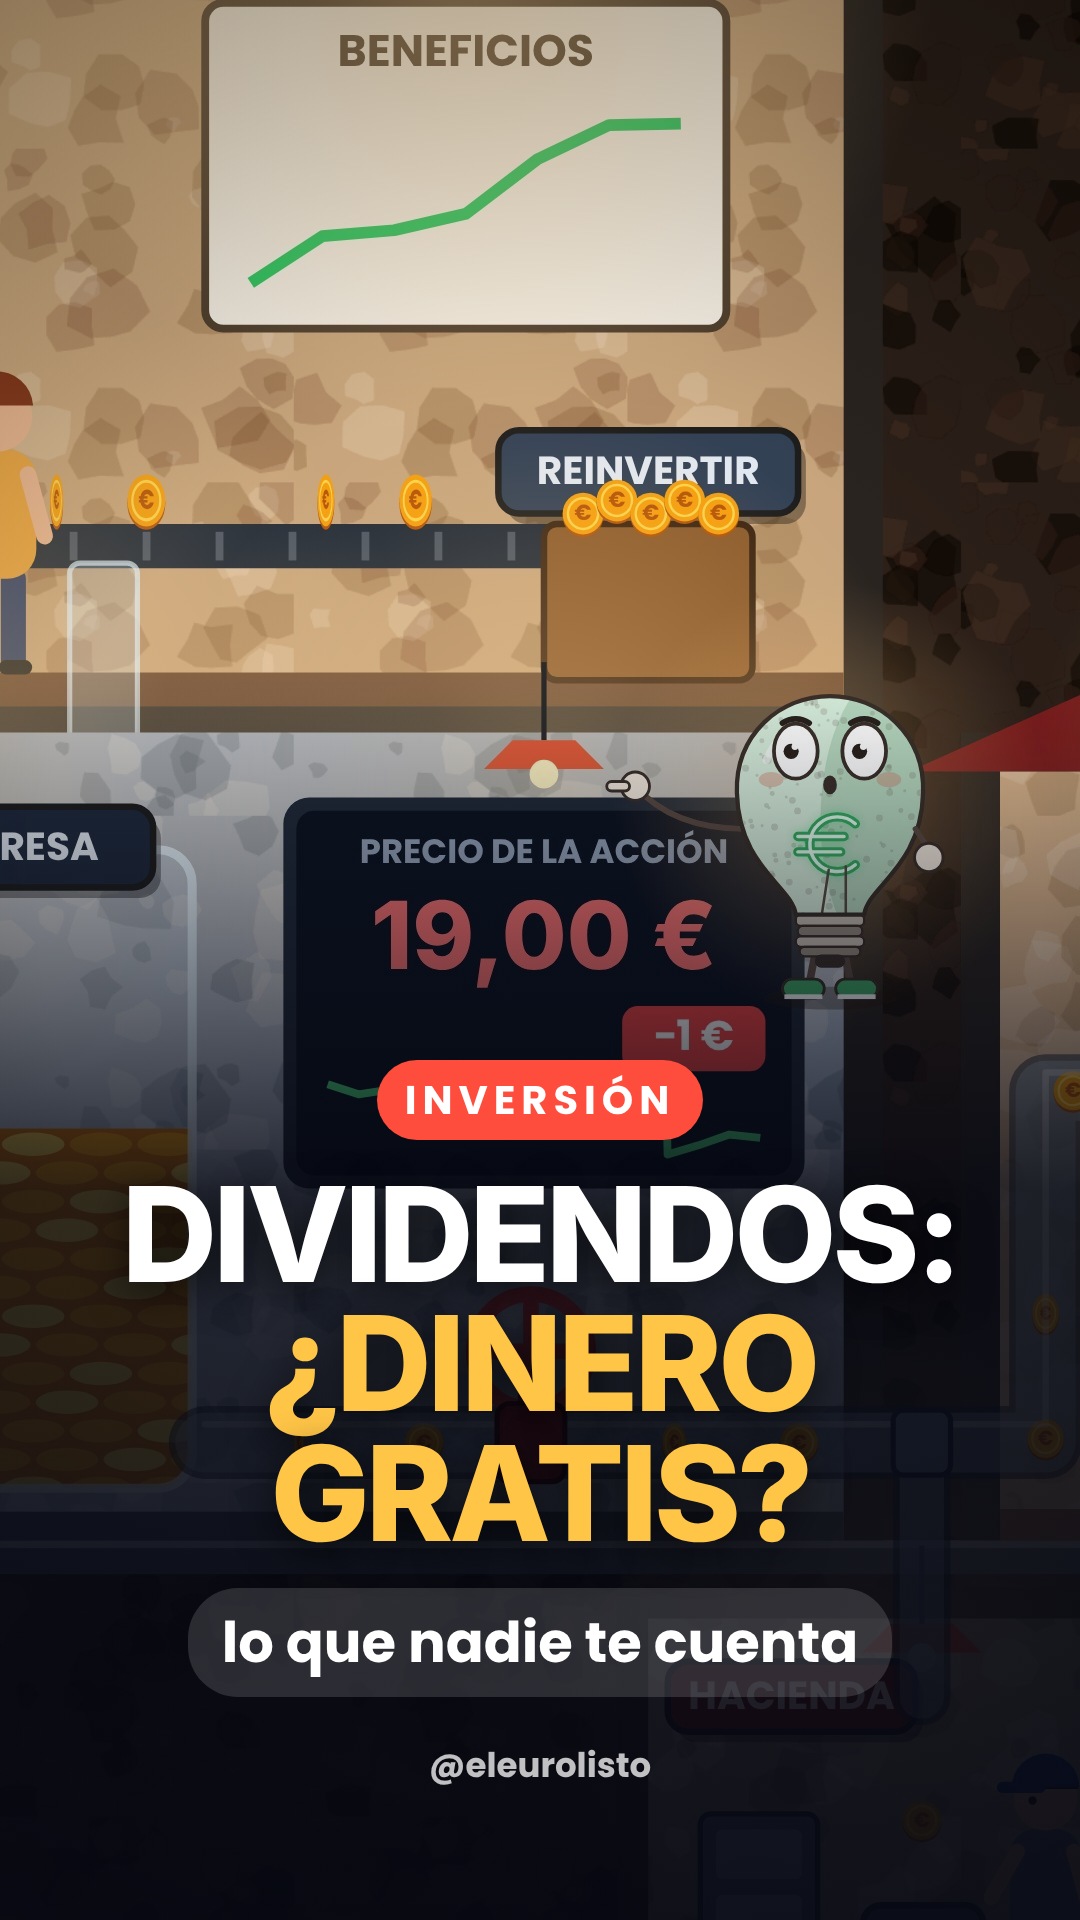 BENEFICIOS
REINVERTIR
RESA
PRECIO DE LA ACCIÓN
19,00 €
-1 €
INVERSIÓN
DIVIDENDOS:
¿DINERO
GRATIS?
lo que nadie te cuenta
HACIENDA
@eleurolisto